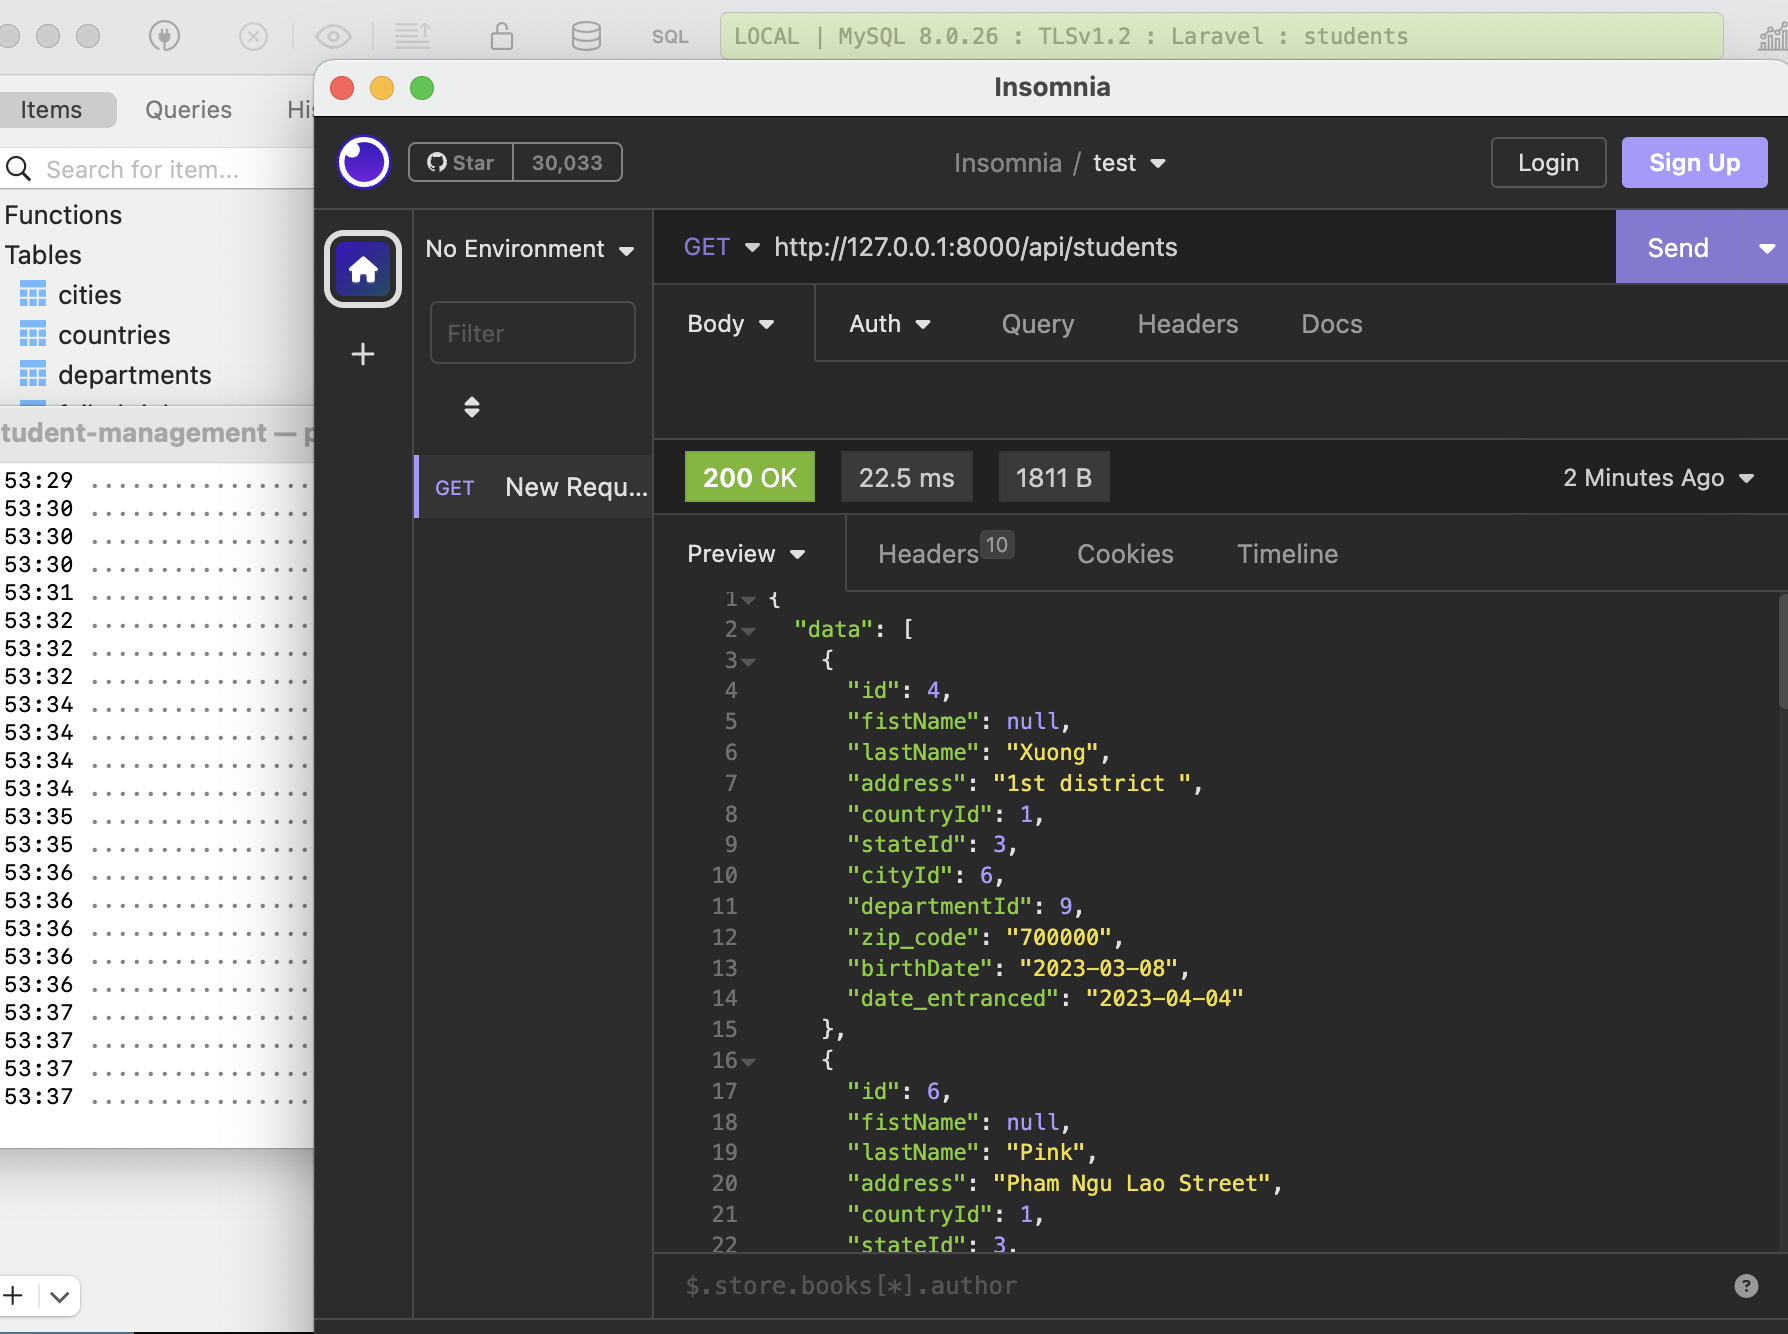 SQL
LOCAL | MySQL 8.0.26 : TLSv1.2 : Laravel : students
Items
Queries
His
Search for item...
Functions
Tables
cities
countries
departments
tudent-management — p
53:29 ................
53:30 ................
53:30 ................
53:30 ................
53:31 ................
53:32 ................
53:32 ................
53:32 ................
53:34 ................
53:34 ................
53:34 ................
53:34 ................
53:35 ................
53:35 ................
53:36 ................
53:36 ................
53:36 ................
53:36 ................
53:36 ................
53:37 ................
53:37 ................
53:37 ................
53:37 ................
Insomnia
Star 30,033
Insomnia / test
Login
Sign Up
No Environment
Filter
GET New Requ...
GET http://127.0.0.1:8000/api/students
Send
Body Auth Query Headers Docs
200 OK 22.5 ms 1811 B 2 Minutes Ago
Preview Headers 10 Cookies Timeline
1 {
2 "data": [
3 {
4 "id": 4,
5 "fistName": null,
6 "lastName": "Xuong",
7 "address": "1st district ",
8 "countryId": 1,
9 "stateId": 3,
10 "cityId": 6,
11 "departmentId": 9,
12 "zip_code": "700000",
13 "birthDate": "2023-03-08",
14 "date_entranced": "2023-04-04"
15 },
16 {
17 "id": 6,
18 "fistName": null,
19 "lastName": "Pink",
20 "address": "Pham Ngu Lao Street",
21 "countryId": 1,
22 "stateId": 3,
$.store.books[*].author
?